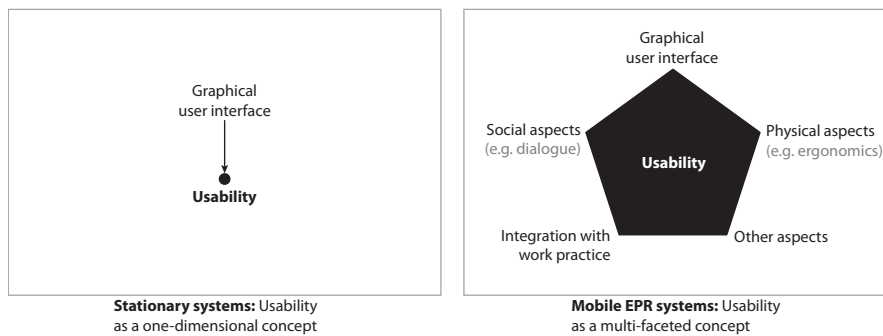 Graphical
user interface
Usability
Stationary systems: Usability
as a one-dimensional concept
Graphical
user interface
Social aspects
(e.g. dialogue)
Physical aspects
(e.g. ergonomics)
Usability
Integration with
work practice
Other aspects
Mobile EPR systems: Usability
as a multi-faceted concept